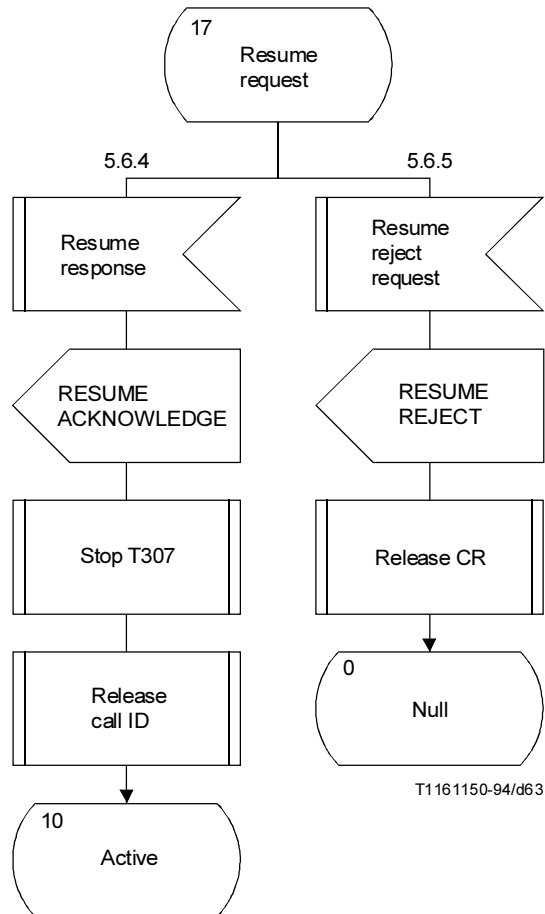 17
Resume
request
5.6.4
5.6.5
Resume
response
Resume
reject
request
RESUME
ACKNOWLEDGE
RESUME
REJECT
Stop T307
Release CR
Release
call ID
0
Null
T1161150-94/d63
10
Active